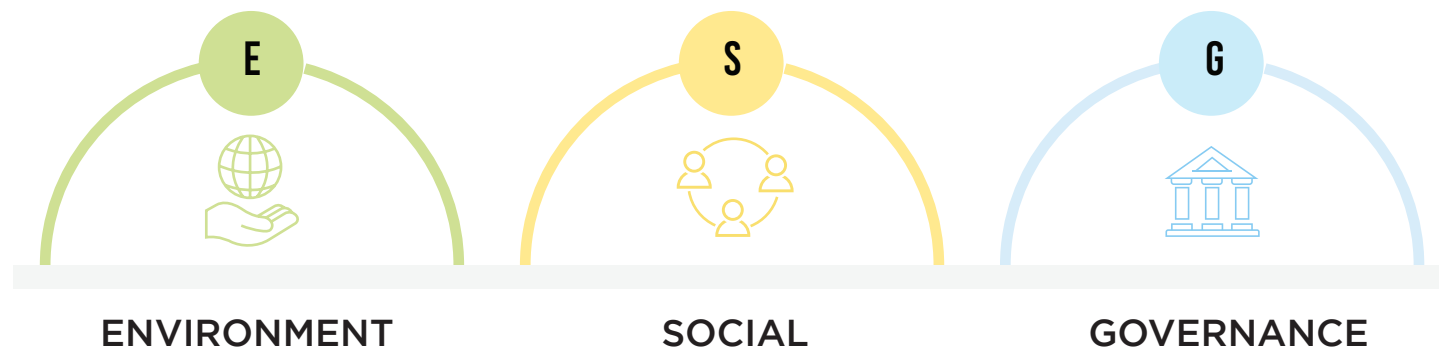 E
S
G
ENVIRONMENT
SOCIAL
GOVERNANCE